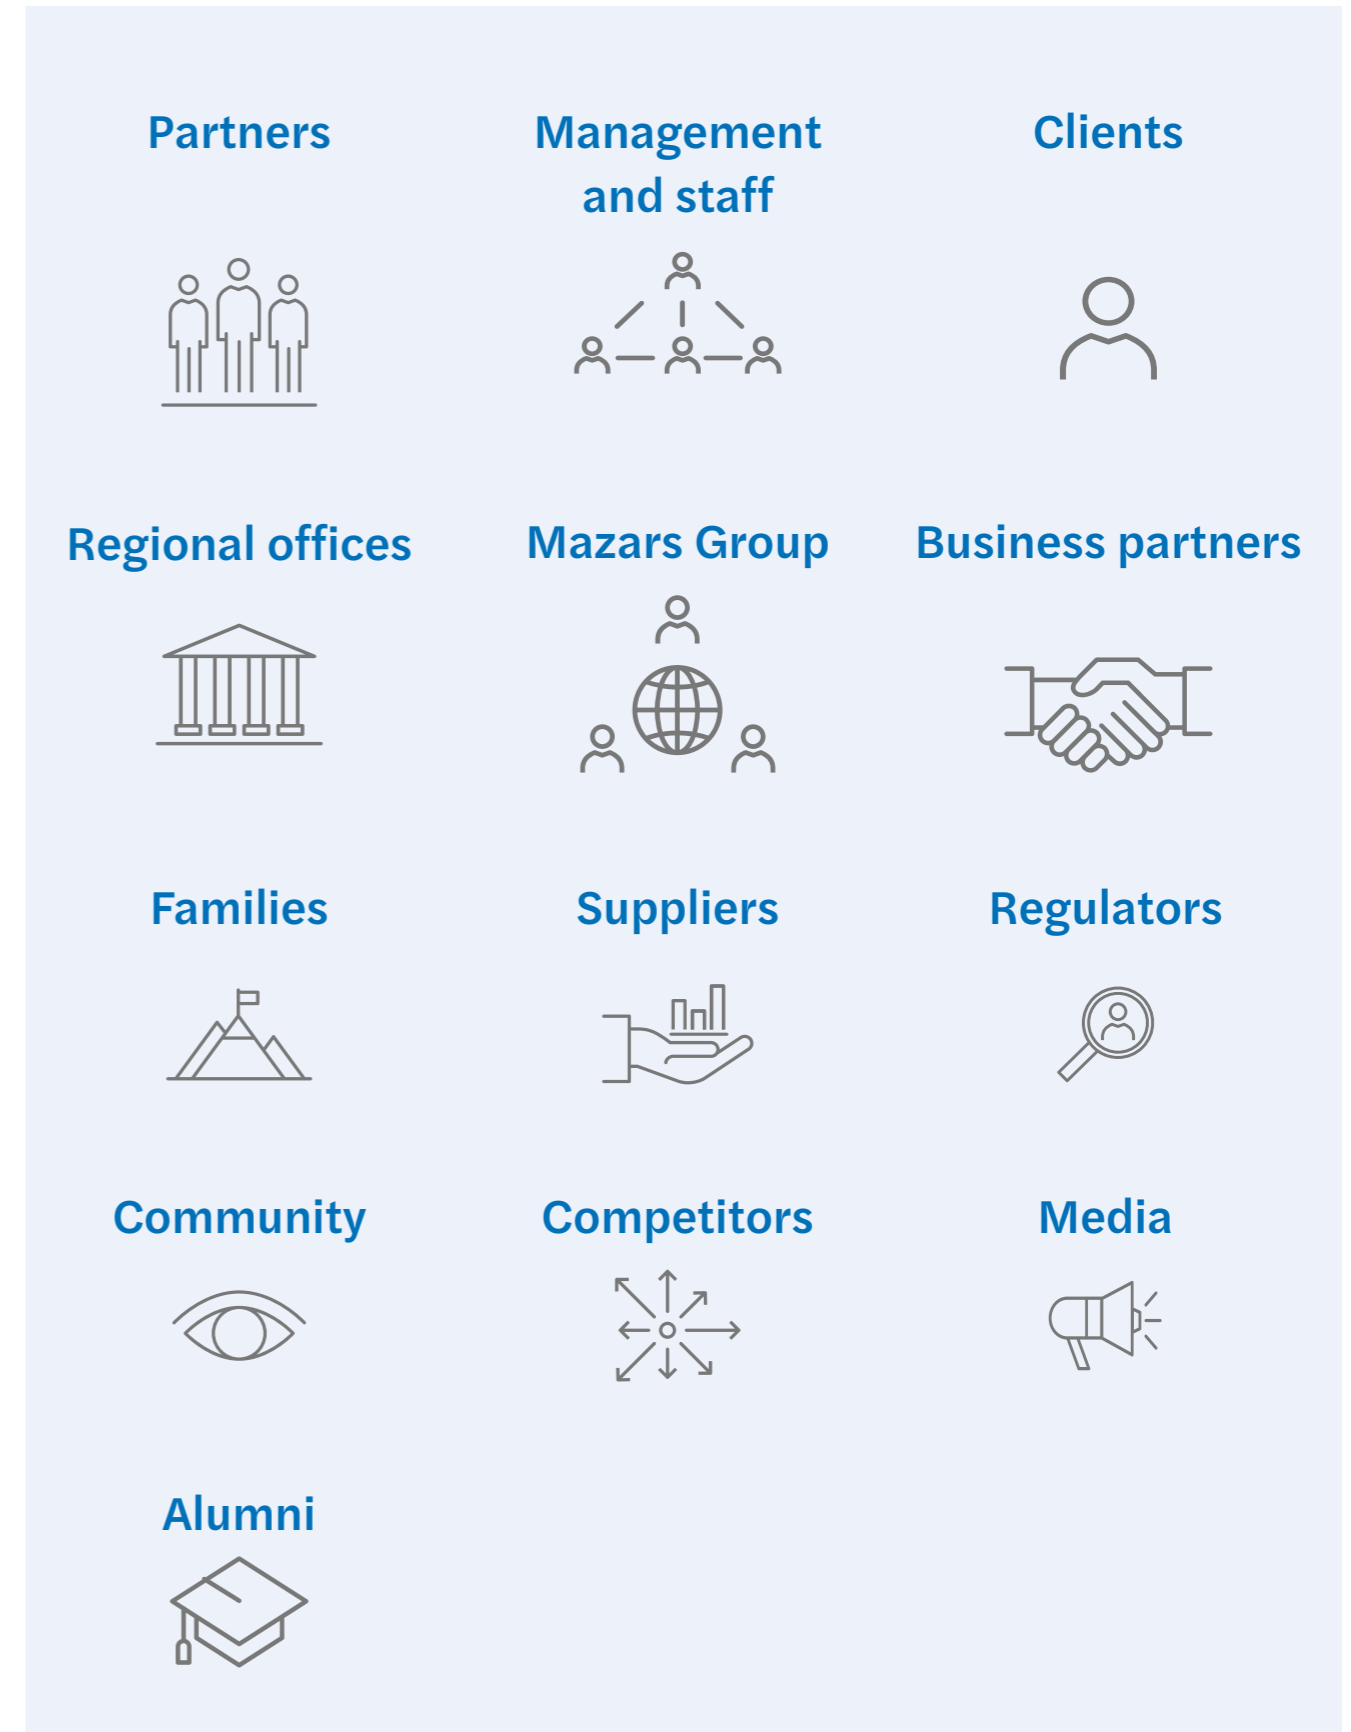 Partners
Management
and staff
Clients
Regional offices
Mazars Group
Business partners
Families
Suppliers
Regulators
Community
Competitors
Media
Alumni